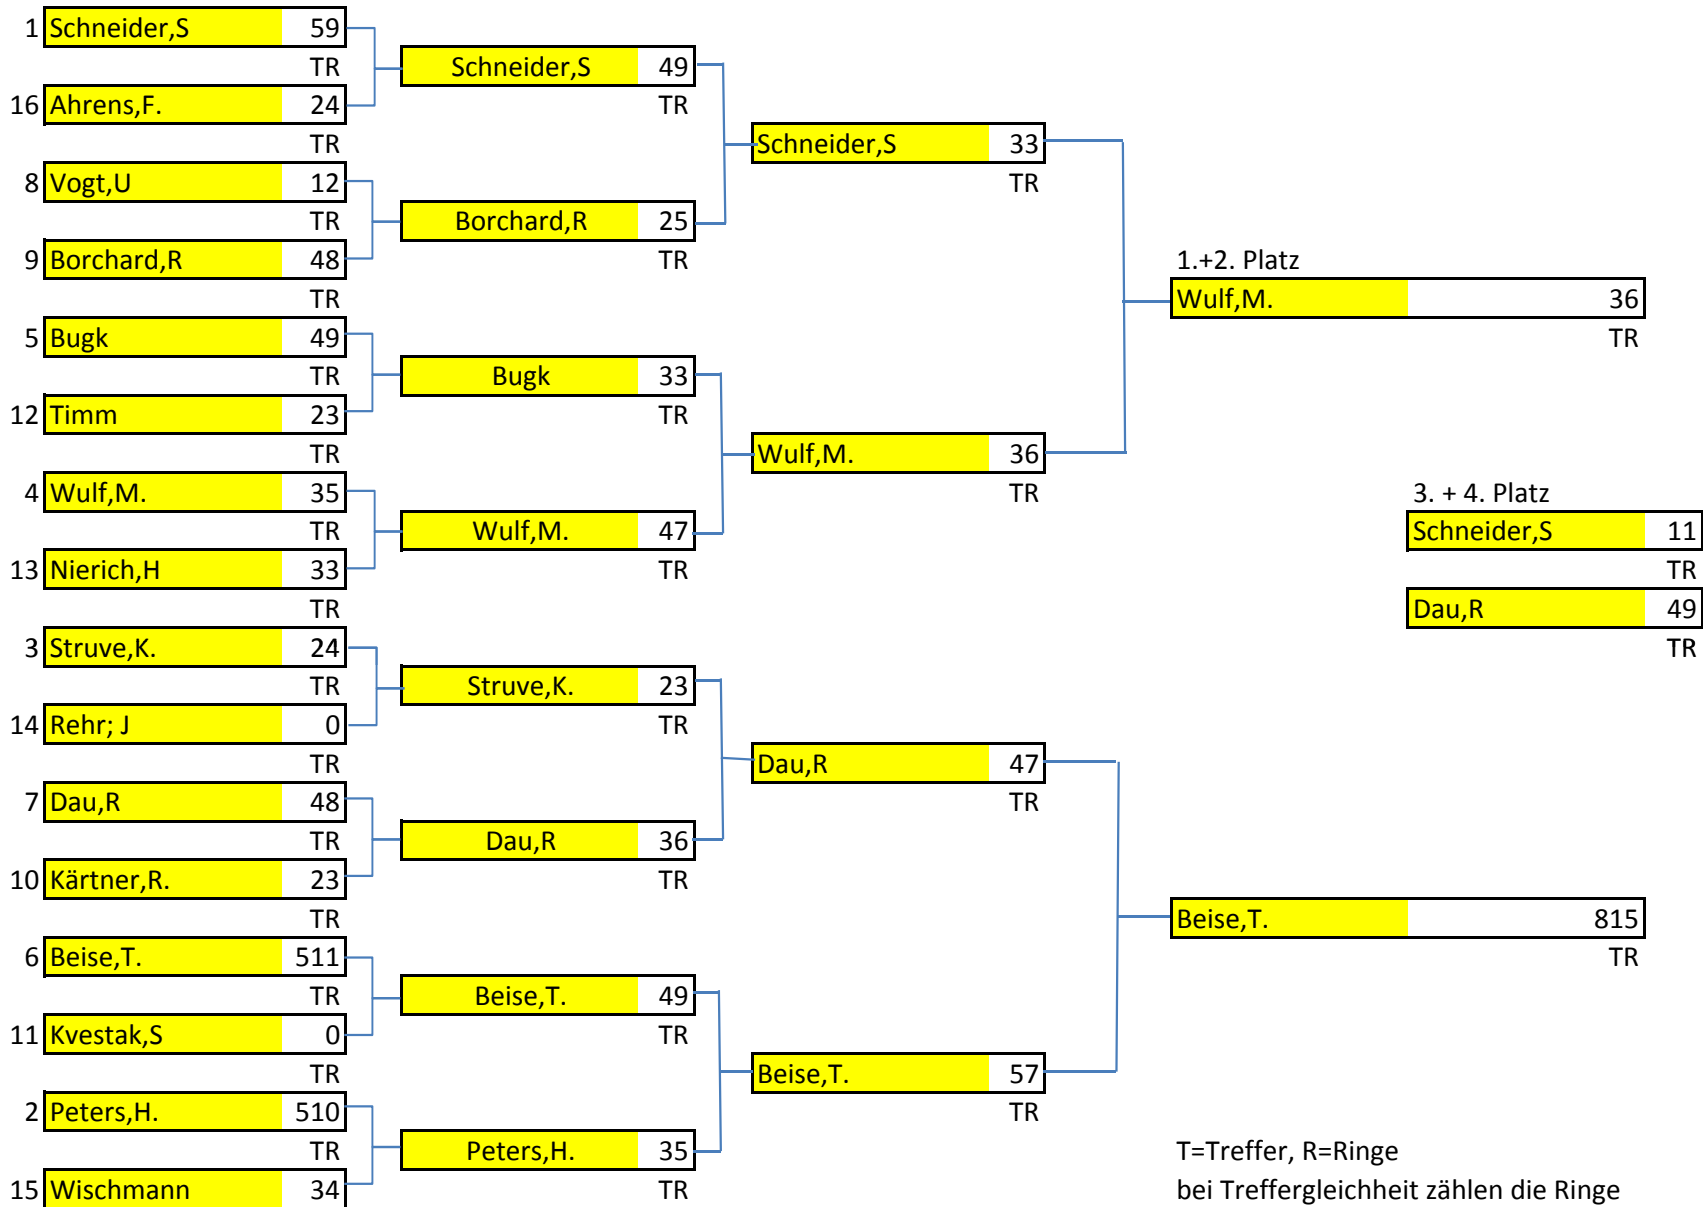 1 Schneider,S 59
TR
16 Ahrens,F. 24
TR
8 Vogt,U 12
TR
9 Borchard,R 48
TR
5 Bugk 49
TR
12 Timm 23
TR
4 Wulf,M. 35
TR
13 Nierich,H 33
TR
3 Struve,K. 24
TR
14 Rehr; J 0
TR
7 Dau,R 48
TR
10 Kärtner,R. 23
TR
6 Beise,T. 511
TR
11 Kvestak,S 0
TR
2 Peters,H. 510
TR
15 Wischmann 34
Schneider,S 49
TR
Borchard,R 25
TR
Bugk 33
TR
Wulf,M. 47
TR
Struve,K. 23
TR
Dau,R 36
TR
Beise,T. 49
TR
Peters,H. 35
TR
Schneider,S 33
TR
Wulf,M. 36
TR
Dau,R 47
TR
Beise,T. 57
TR
1.+2. Platz
Wulf,M. 36
TR
Beise,T. 815
TR
3. + 4. Platz
Schneider,S 11
TR
Dau,R 49
TR
T=Treffer, R=Ringe
bei Treffergleichheit zählen die Ringe